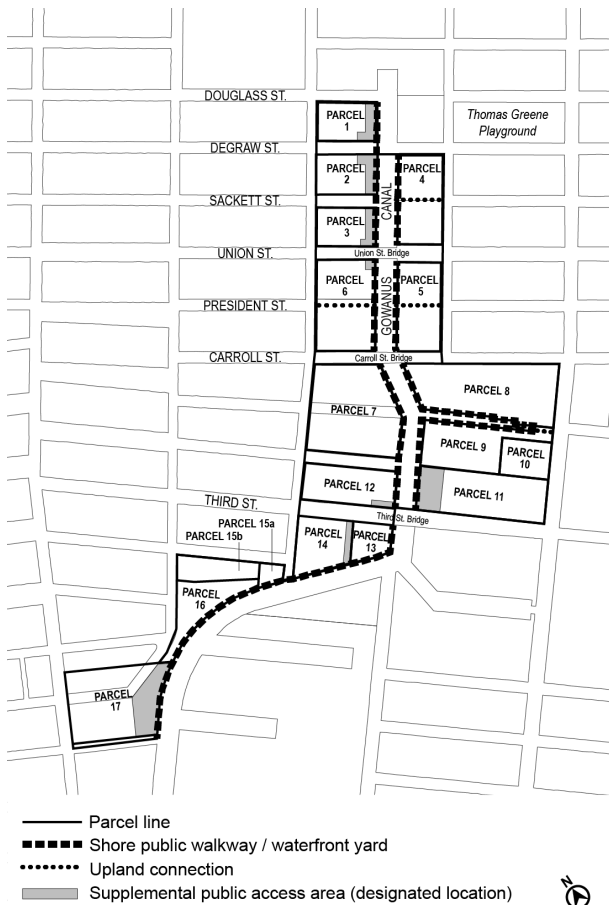 DOUGLASS ST.
PARCEL
1
Thomas Greene
Playground
DEGRAW ST.
PARCEL
2
PARCEL
4
CANAL
SACKETT ST.
PARCEL
3
Union St. Bridge
UNION ST.
PARCEL
6
PARCEL
5
GOWANUS
PRESIDENT ST.
Carroll St. Bridge
CARROLL ST.
PARCEL 8
PARCEL 7
PARCEL 9
PARCEL
10
PARCEL 12
PARCEL 11
THIRD ST.
Third St. Bridge
PARCEL 15a
PARCEL 15b
PARCEL
14
PARCEL
13
PARCEL
16
PARCEL
17
Parcel line
Shore public walkway / waterfront yard
Upland connection
Supplemental public access area (designated location)
N